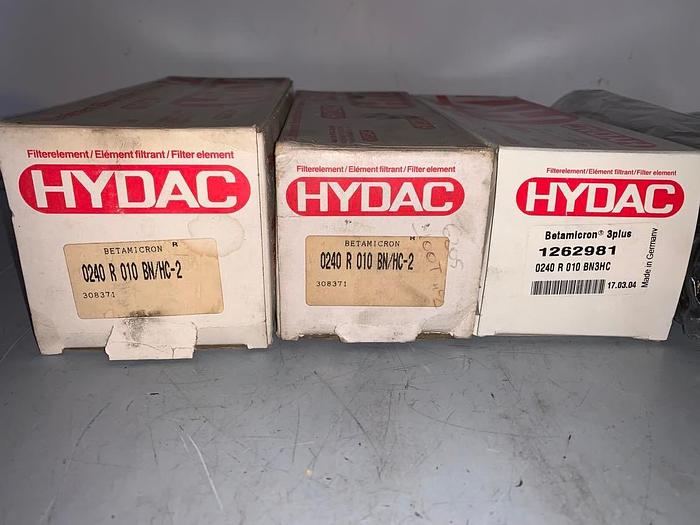 Filterelement/Elément filtrant/Filter element
HYDAC
BETAMICRON R
0240 R 010 BN/HC-2
308371
Filterelement/Elément filtrant/Filter element
HYDAC
BETAMICRON R
0240 R 010 BN/HC-2
308371
Filterelement/Elément filtrant/Filter element
HYDAC
Betamicron® 3plus
1262981
0240 R 010 BN3HC
17.03.04
Made in Germany